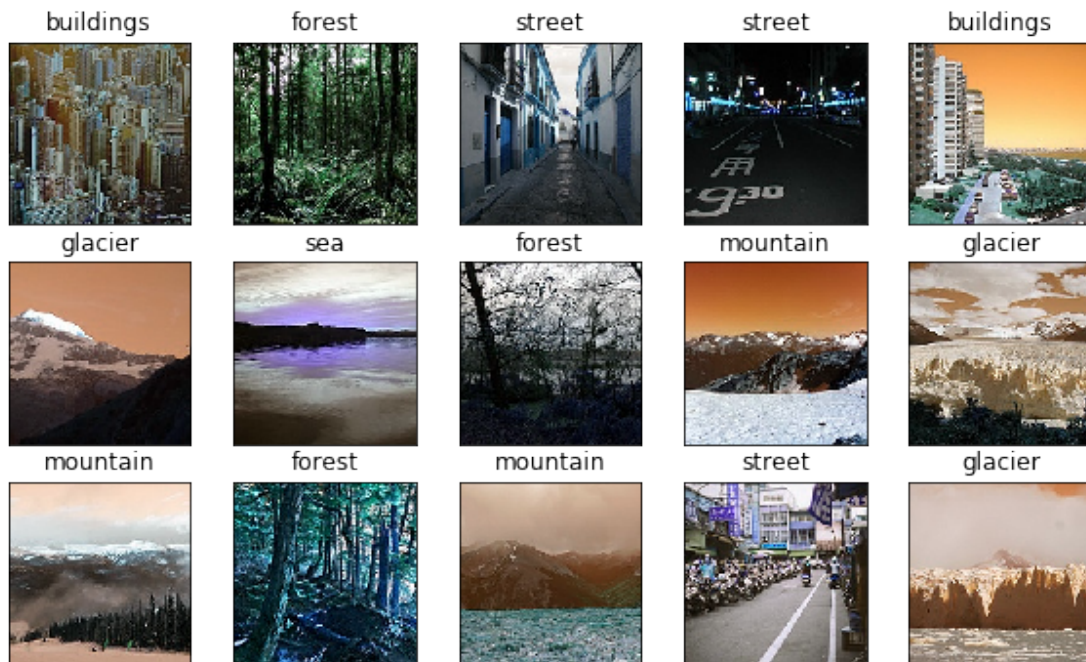 buildings forest street street buildings
glacier sea forest mountain glacier
mountain forest mountain street glacier